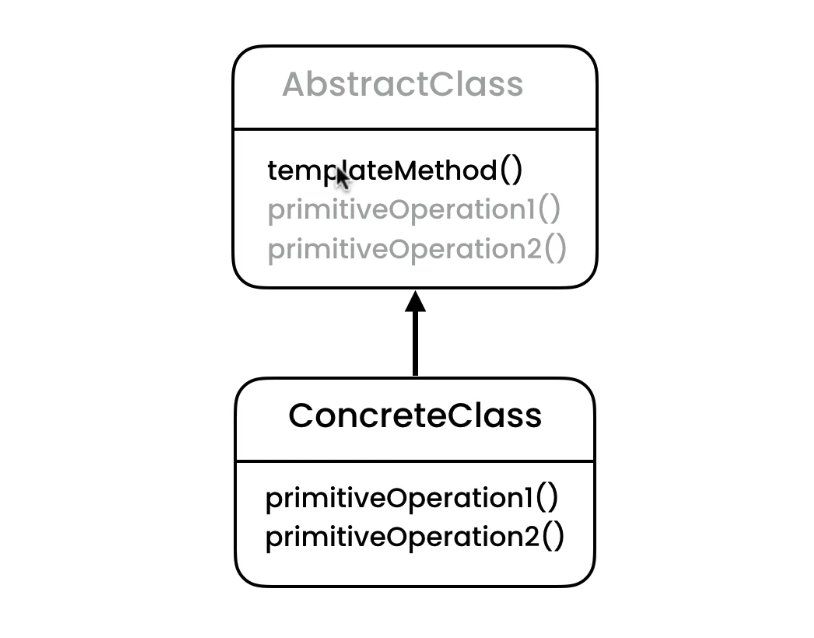 AbstractClass
templateMethod()
primitiveOperation1()
primitiveOperation2()
ConcreteClass
primitiveOperation1()
primitiveOperation2()